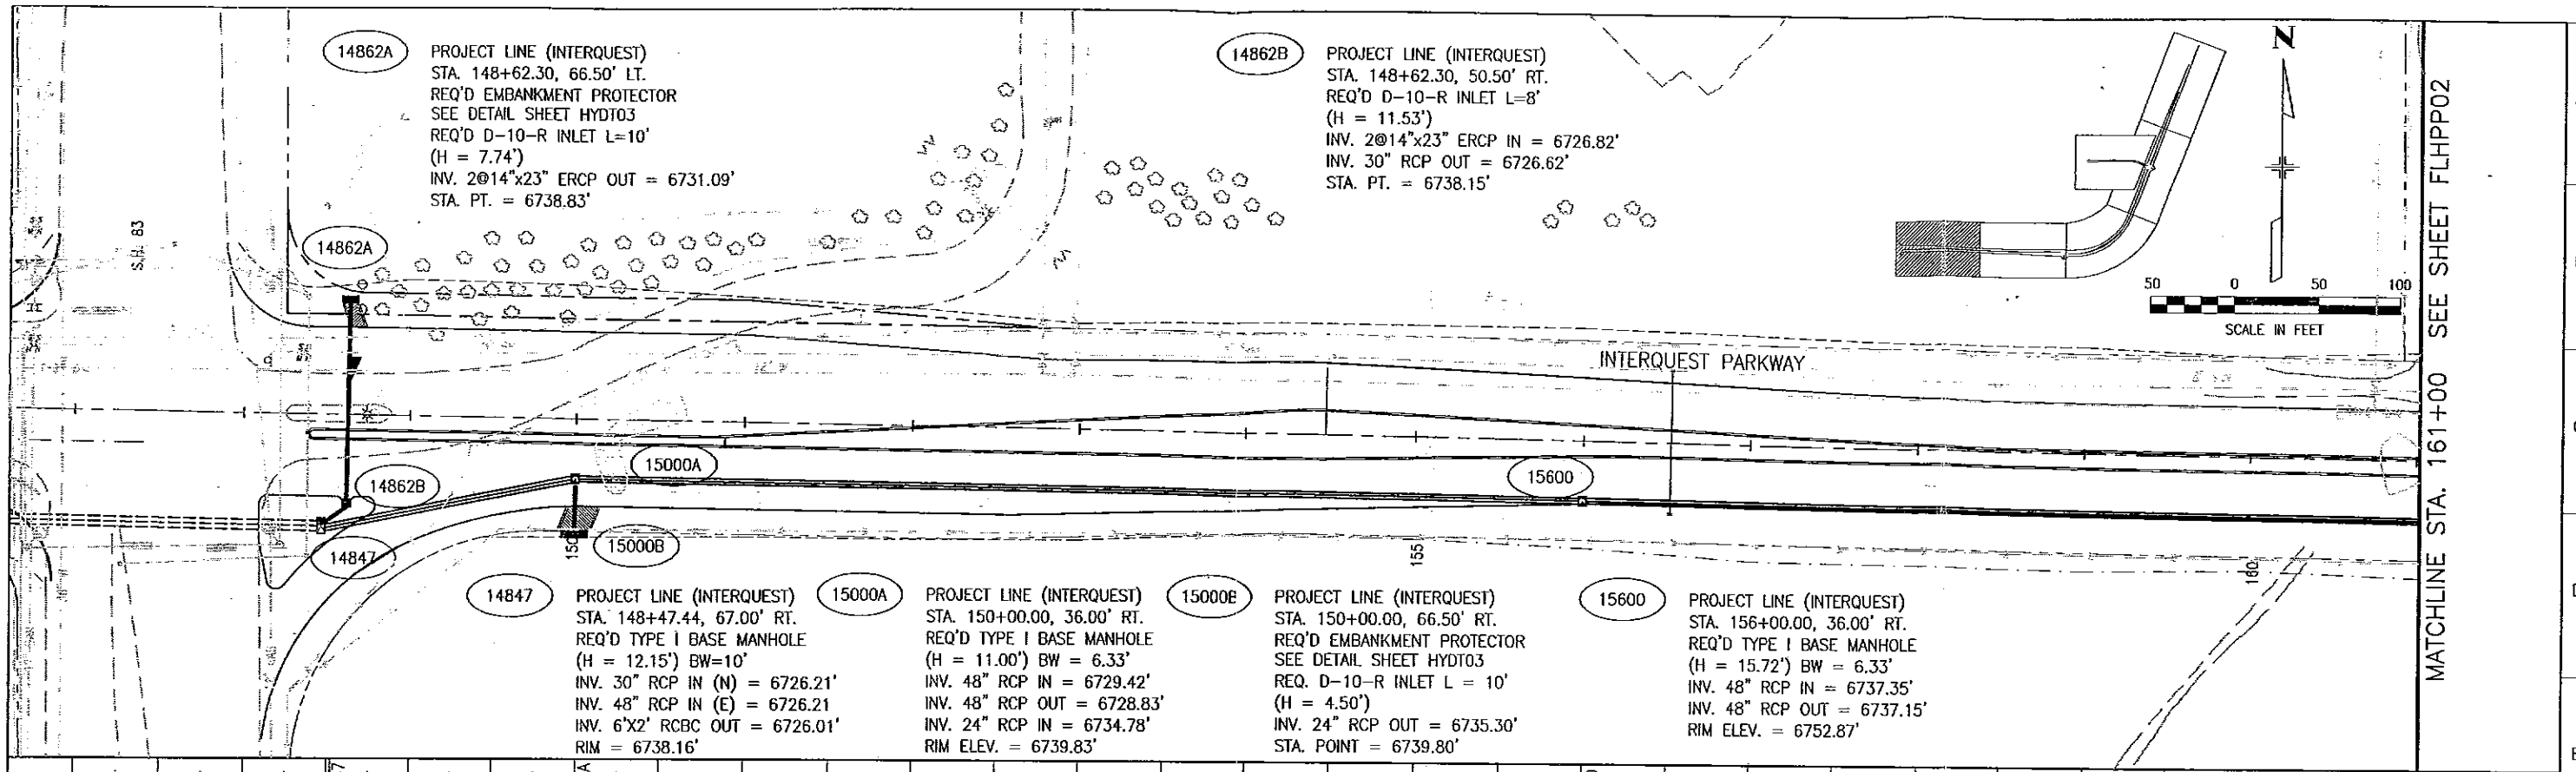 14862A
PROJECT LINE (INTERQUEST)
STA. 148+62.30, 66.50' LT.
REQ'D EMBANKMENT PROTECTOR
SEE DETAIL SHEET HYDT03
REQ'D D-10-R INLET L=10'
(H = 7.74')
INV. 2@14"x23" ERCP OUT = 6731.09'
STA. PT. = 6738.83'
14862B
PROJECT LINE (INTERQUEST)
STA. 148+62.30, 50.50' RT.
REQ'D D-10-R INLET L=8'
(H = 11.53')
INV. 2@14"x23" ERCP IN = 6726.82'
INV. 30" RCP OUT = 6726.62'
STA. PT. = 6738.15'
N
50 0 50 100
SCALE IN FEET
S.H. 83
14862A
INTERQUEST PARKWAY
15000A
14862B
15600
14847
15000B
150
155
160
MATCHLINE STA. 161+00 SEE SHEET FLHPP02
14847
PROJECT LINE (INTERQUEST)
STA. 148+47.44, 67.00' RT.
REQ'D TYPE I BASE MANHOLE
(H = 12.15') BW=10'
INV. 30" RCP IN (N) = 6726.21'
INV. 48" RCP IN (E) = 6726.21
INV. 6'X2' RCBC OUT = 6726.01'
RIM = 6738.16'
15000A
PROJECT LINE (INTERQUEST)
STA. 150+00.00, 36.00' RT.
REQ'D TYPE I BASE MANHOLE
(H = 11.00') BW = 6.33'
INV. 48" RCP IN = 6729.42'
INV. 48" RCP OUT = 6728.83'
INV. 24" RCP IN = 6734.78'
RIM ELEV. = 6739.83'
15000B
PROJECT LINE (INTERQUEST)
STA. 150+00.00, 66.50' RT.
REQ'D EMBANKMENT PROTECTOR
SEE DETAIL SHEET HYDT03
REQ. D-10-R INLET L = 10'
(H = 4.50')
INV. 24" RCP OUT = 6735.30'
STA. POINT = 6739.80'
15600
PROJECT LINE (INTERQUEST)
STA. 156+00.00, 36.00' RT.
REQ'D TYPE I BASE MANHOLE
(H = 15.72') BW = 6.33'
INV. 48" RCP IN = 6737.35'
INV. 48" RCP OUT = 6737.15'
RIM ELEV. = 6752.87'